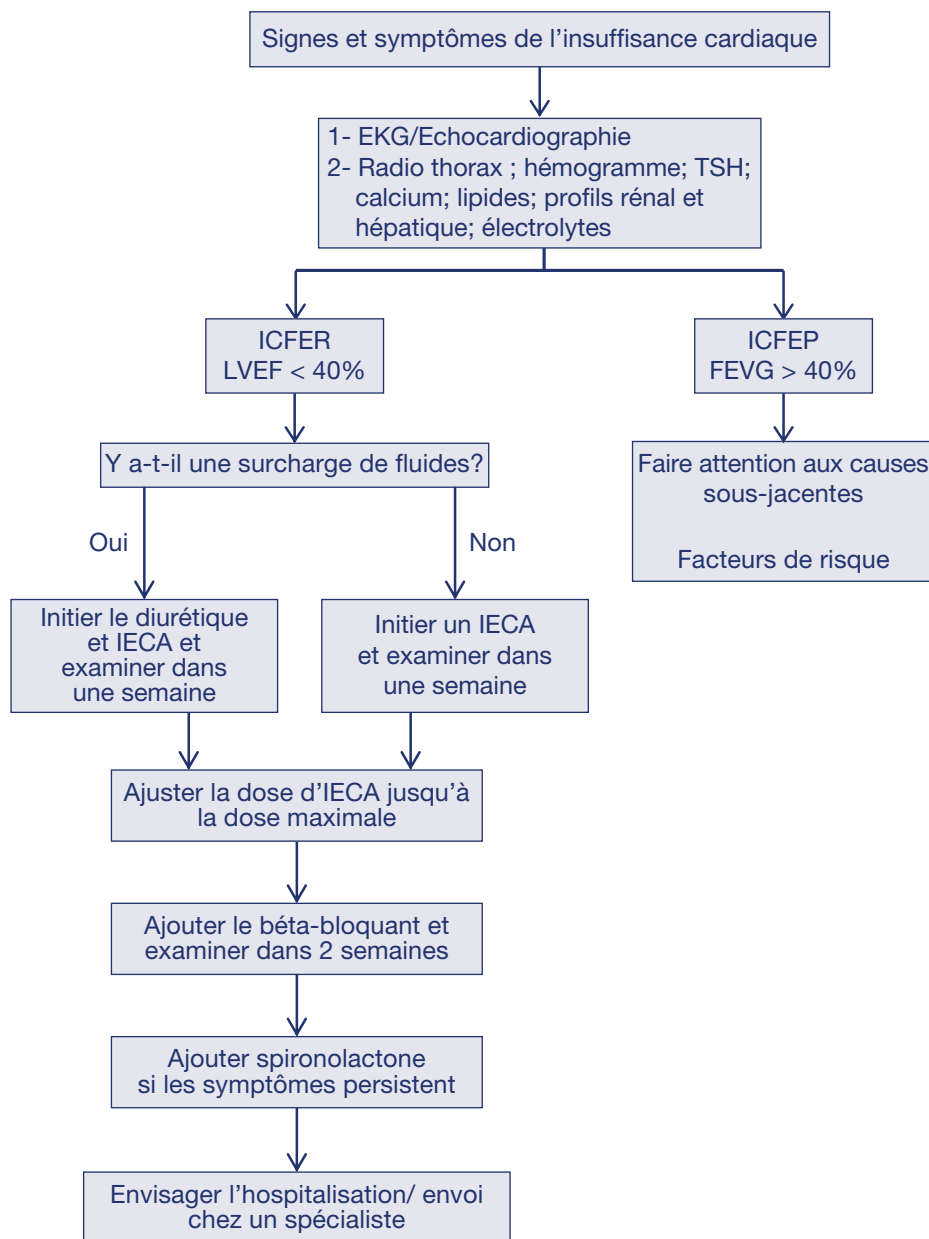 Signes et symptômes de l'insuffisance cardiaque
1- EKG/Echocardiographie
2- Radio thorax ; hémogramme; TSH;
calcium; lipides; profils rénal et
hépatique; électrolytes
ICFER
LVEF < 40%
ICFEP
FEVG > 40%
Y a-t-il une surcharge de fluides?
Faire attention aux causes
sous-jacentes
Facteurs de risque
Oui
Non
Initier le diurétique
et IECA et
examiner dans
une semaine
Initier un IECA
et examiner dans
une semaine
Ajuster la dose d'IECA jusqu'à
la dose maximale
Ajouter le béta-bloquant et
examiner dans 2 semaines
Ajouter spironolactone
si les symptômes persistent
Envisager l'hospitalisation/ envoi
chez un spécialiste